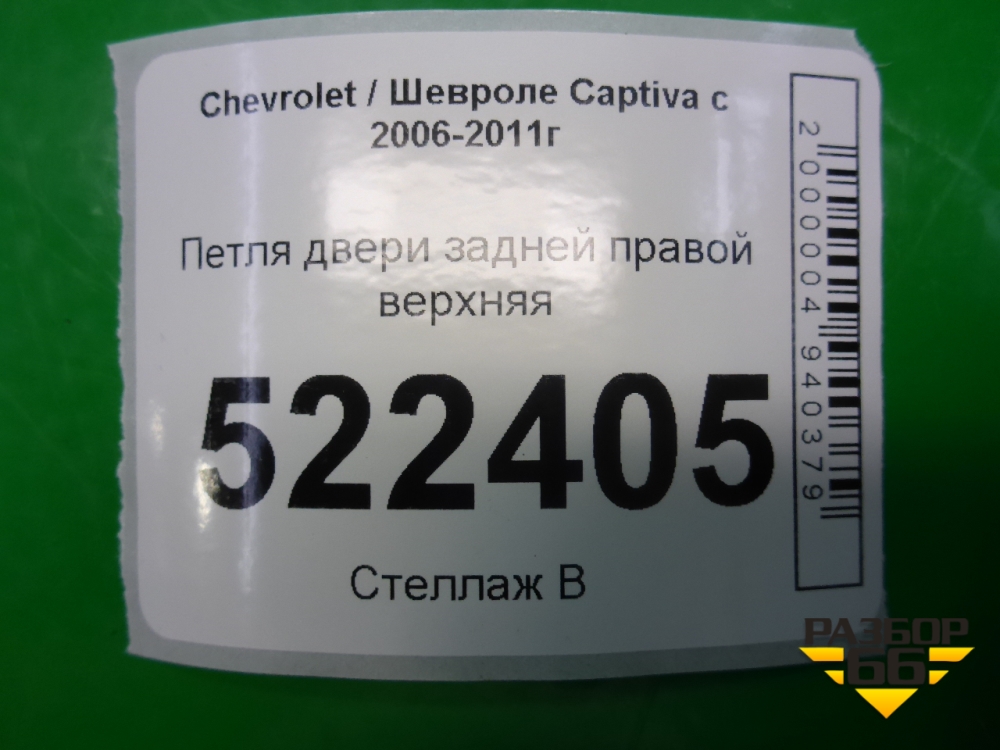 Chevrolet / Шевроле Captiva с
2006-2011г
Петля двери задней правой
верхняя
522405
Стеллаж В
2000004940379
РАЗБОР
66